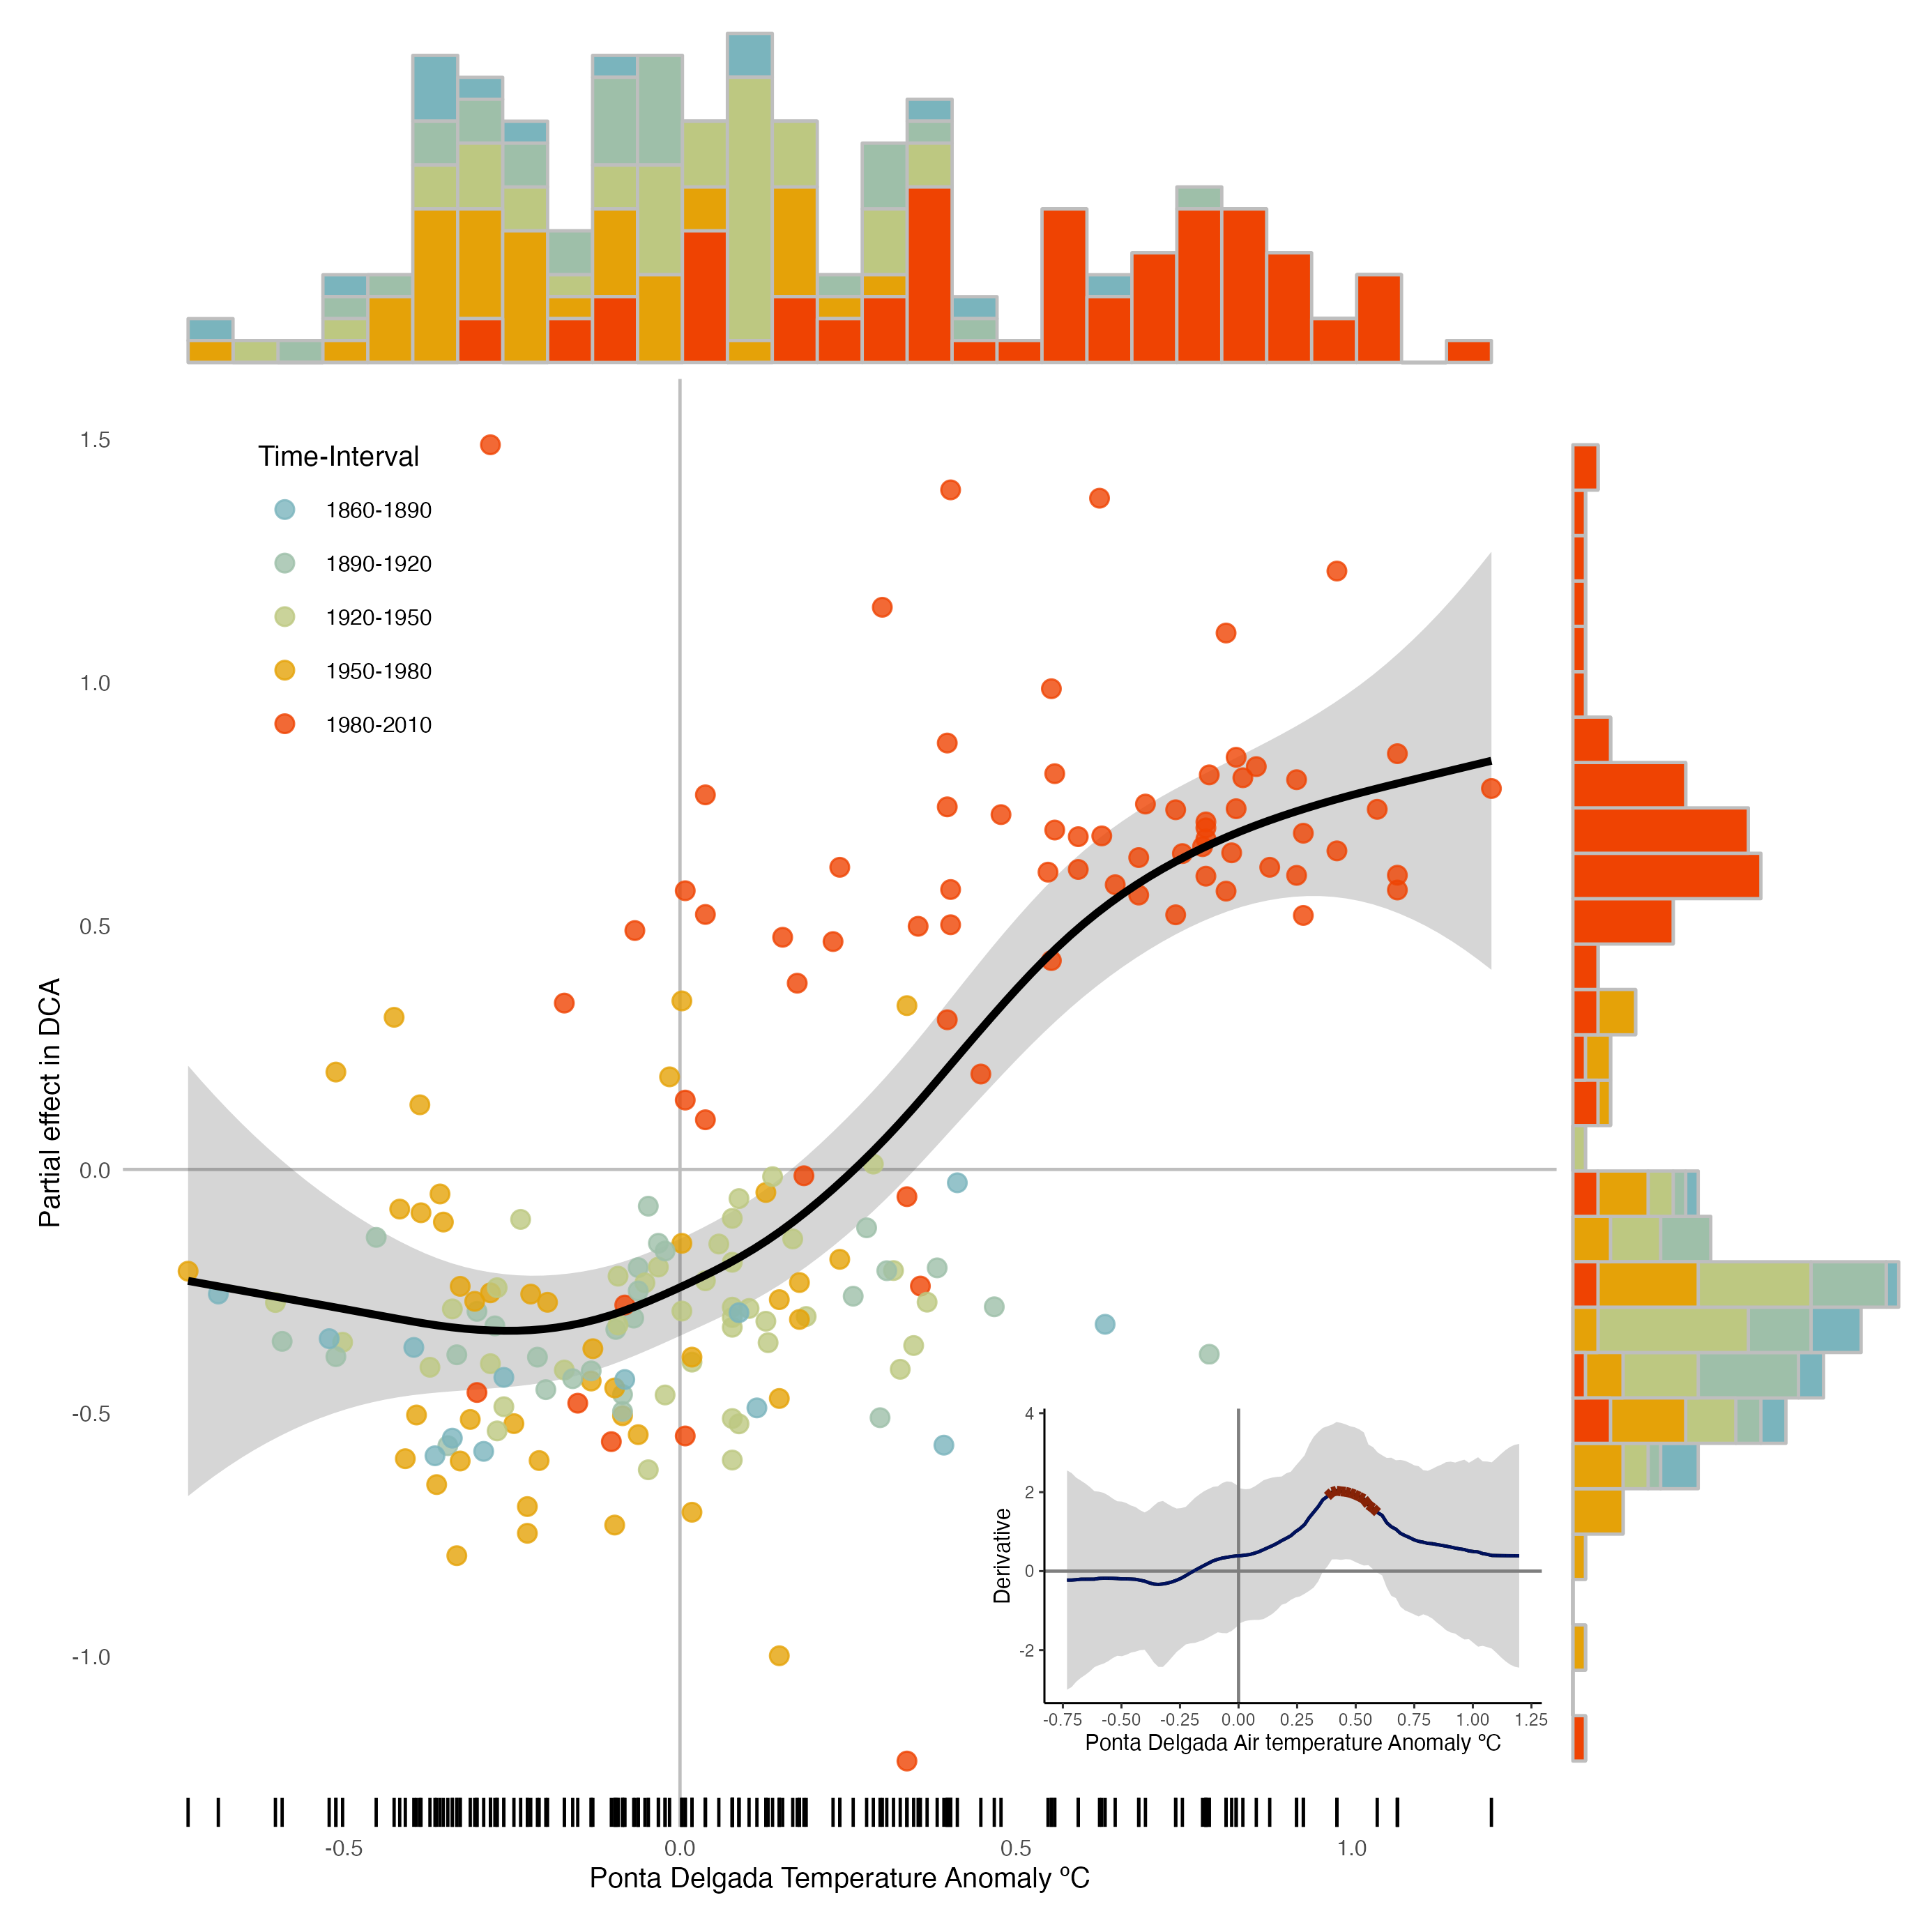 1.5
1.0
0.5
0.0
-0.5
-1.0
Partial effect in DCA
Time-Interval
1860-1890
1890-1920
1920-1950
1950-1980
1980-2010
4
2
0
-2
Derivative
-0.75 -0.50 -0.25 0.00 0.25 0.50 0.75 1.00 1.25
Ponta Delgada Air temperature Anomaly ºC
-0.5 0.0 0.5 1.0
Ponta Delgada Temperature Anomaly ºC